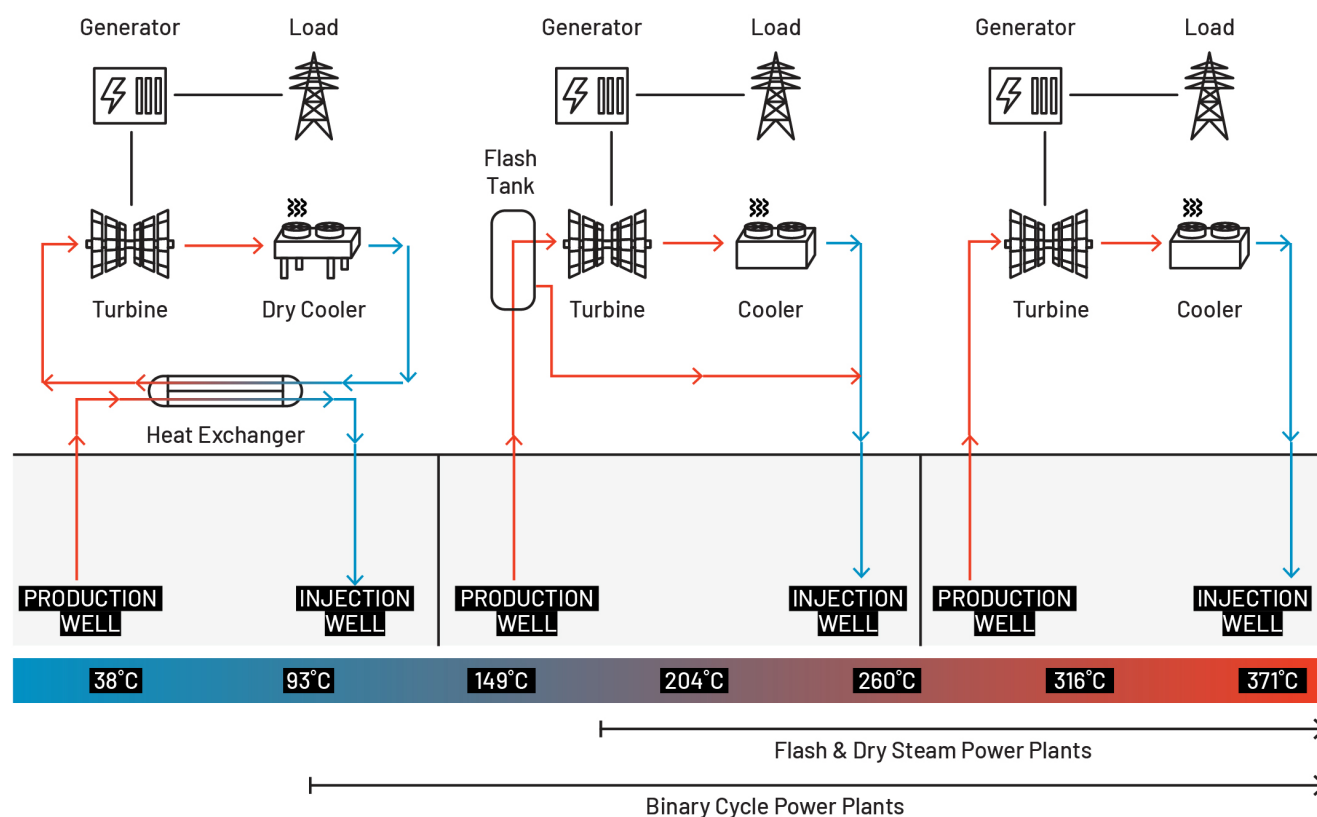 Generator
Load
Generator
Load
Generator
Load
Flash
Tank
Turbine
Dry Cooler
Turbine
Cooler
Turbine
Cooler
Heat Exchanger
PRODUCTION
WELL
INJECTION
WELL
PRODUCTION
WELL
INJECTION
WELL
PRODUCTION
WELL
INJECTION
WELL
38°C
93°C
149°C
204°C
260°C
316°C
371°C
Flash & Dry Steam Power Plants
Binary Cycle Power Plants